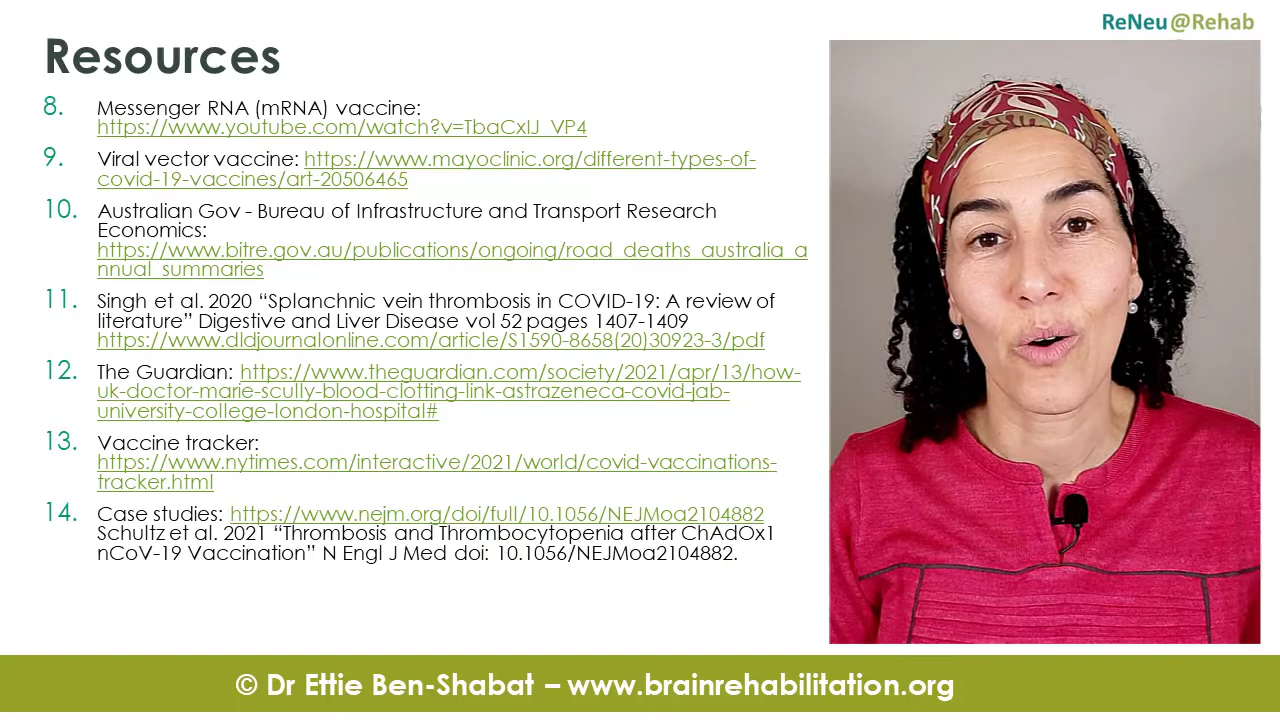 ReNeu@Rehab
Resources
8. Messenger RNA (mRNA) vaccine:
https://www.youtube.com/watch?v=TbaCxIJ_VP4
9. Viral vector vaccine: https://www.mayoclinic.org/different-types-of-
covid-19-vaccines/art-20506465
10. Australian Gov - Bureau of Infrastructure and Transport Research
Economics:
https://www.bitre.gov.au/publications/ongoing/road_deaths_australia_a
nnual_summaries
11. Singh et al. 2020 “Splanchnic vein thrombosis in COVID-19: A review of
literature” Digestive and Liver Disease vol 52 pages 1407-1409
https://www.dldjournalonline.com/article/S1590-8658(20)30923-3/pdf
12. The Guardian: https://www.theguardian.com/society/2021/apr/13/how-
uk-doctor-marie-scully-blood-clotting-link-astrazeneca-covid-jab-
university-college-london-hospital#
13. Vaccine tracker:
https://www.nytimes.com/interactive/2021/world/covid-vaccinations-
tracker.html
14. Case studies: https://www.nejm.org/doi/full/10.1056/NEJMoa2104882
Schultz et al. 2021 “Thrombosis and Thrombocytopenia after ChAdOx1
nCoV-19 Vaccination” N Engl J Med doi: 10.1056/NEJMoa2104882.
© Dr Ettie Ben-Shabat – www.brainrehabilitation.org